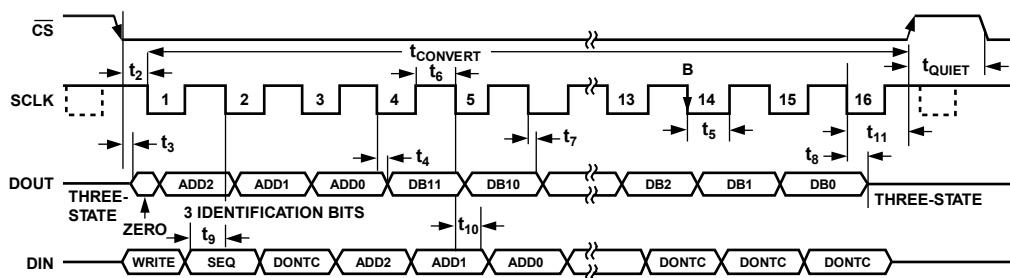 CS
tCONVERT
t2
t6
B
tQUIET
SCLK
1 2 3 4 5 13 14 15 16
t5
t11
t3
t4
t7
t8
DOUT
ADD2 ADD1 ADD0 DB11 DB10 DB2 DB1 DB0
THREE-
STATE
THREE-STATE
ZERO
3 IDENTIFICATION BITS
t9
t10
DIN
WRITE SEQ DONTC ADD2 ADD1 ADD0 DONTC DONTC DONTC